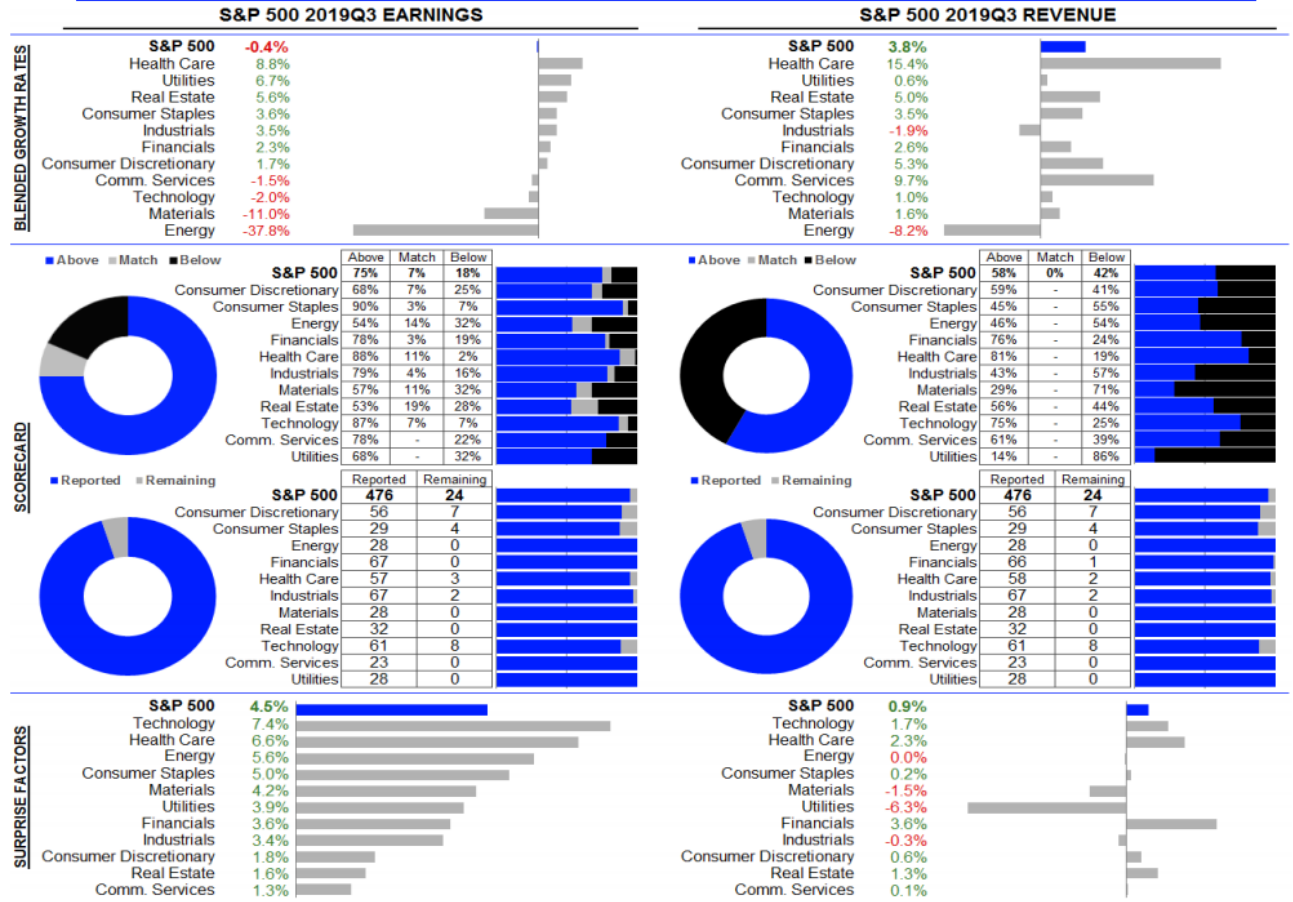 S&P 500 2019Q3 EARNINGS
BLENDED GROWTH RATES
S&P 500 -0.4%
Health Care 8.8%
Utilities 6.7%
Real Estate 5.6%
Consumer Staples 3.6%
Industrials 3.5%
Financials 2.3%
Consumer Discretionary 1.7%
Comm. Services -1.5%
Technology -2.0%
Materials -11.0%
Energy -37.8%
S&P 500 2019Q3 REVENUE
S&P 500 3.8%
Health Care 15.4%
Utilities 0.6%
Real Estate 5.0%
Consumer Staples 3.5%
Industrials -1.9%
Financials 2.6%
Consumer Discretionary 5.3%
Comm. Services 9.7%
Technology 1.0%
Materials 1.6%
Energy -8.2%
SCORECARD
Above Match Below
Above Match Below
S&P 500 75% 7% 18%
Consumer Discretionary 68% 7% 25%
Consumer Staples 90% 3% 7%
Energy 54% 14% 32%
Financials 78% 3% 19%
Health Care 88% 11% 2%
Industrials 79% 4% 16%
Materials 57% 11% 32%
Real Estate 53% 19% 28%
Technology 87% 7% 7%
Comm. Services 78% - 22%
Utilities 68% - 32%
Above Match Below
Above Match Below
S&P 500 58% 0% 42%
Consumer Discretionary 59% - 41%
Consumer Staples 45% - 55%
Energy 46% - 54%
Financials 76% - 24%
Health Care 81% - 19%
Industrials 43% - 57%
Materials 29% - 71%
Real Estate 56% - 44%
Technology 75% - 25%
Comm. Services 61% - 39%
Utilities 14% - 86%
Reported Remaining
Reported Remaining
S&P 500 476 24
Consumer Discretionary 56 7
Consumer Staples 29 4
Energy 28 0
Financials 67 0
Health Care 57 3
Industrials 67 2
Materials 28 0
Real Estate 32 0
Technology 61 8
Comm. Services 23 0
Utilities 28 0
Reported Remaining
Reported Remaining
S&P 500 476 24
Consumer Discretionary 56 7
Consumer Staples 29 4
Energy 28 0
Financials 66 1
Health Care 58 2
Industrials 67 2
Materials 28 0
Real Estate 32 0
Technology 61 8
Comm. Services 23 0
Utilities 28 0
SURPRISE FACTORS
S&P 500 4.5%
Technology 7.4%
Health Care 6.6%
Energy 5.6%
Consumer Staples 5.0%
Materials 4.2%
Utilities 3.9%
Financials 3.6%
Industrials 3.4%
Consumer Discretionary 1.8%
Real Estate 1.6%
Comm. Services 1.3%
S&P 500 0.9%
Technology 1.7%
Health Care 2.3%
Energy 0.0%
Consumer Staples 0.2%
Materials -1.5%
Utilities -6.3%
Financials 3.6%
Industrials -0.3%
Consumer Discretionary 0.6%
Real Estate 1.3%
Comm. Services 0.1%